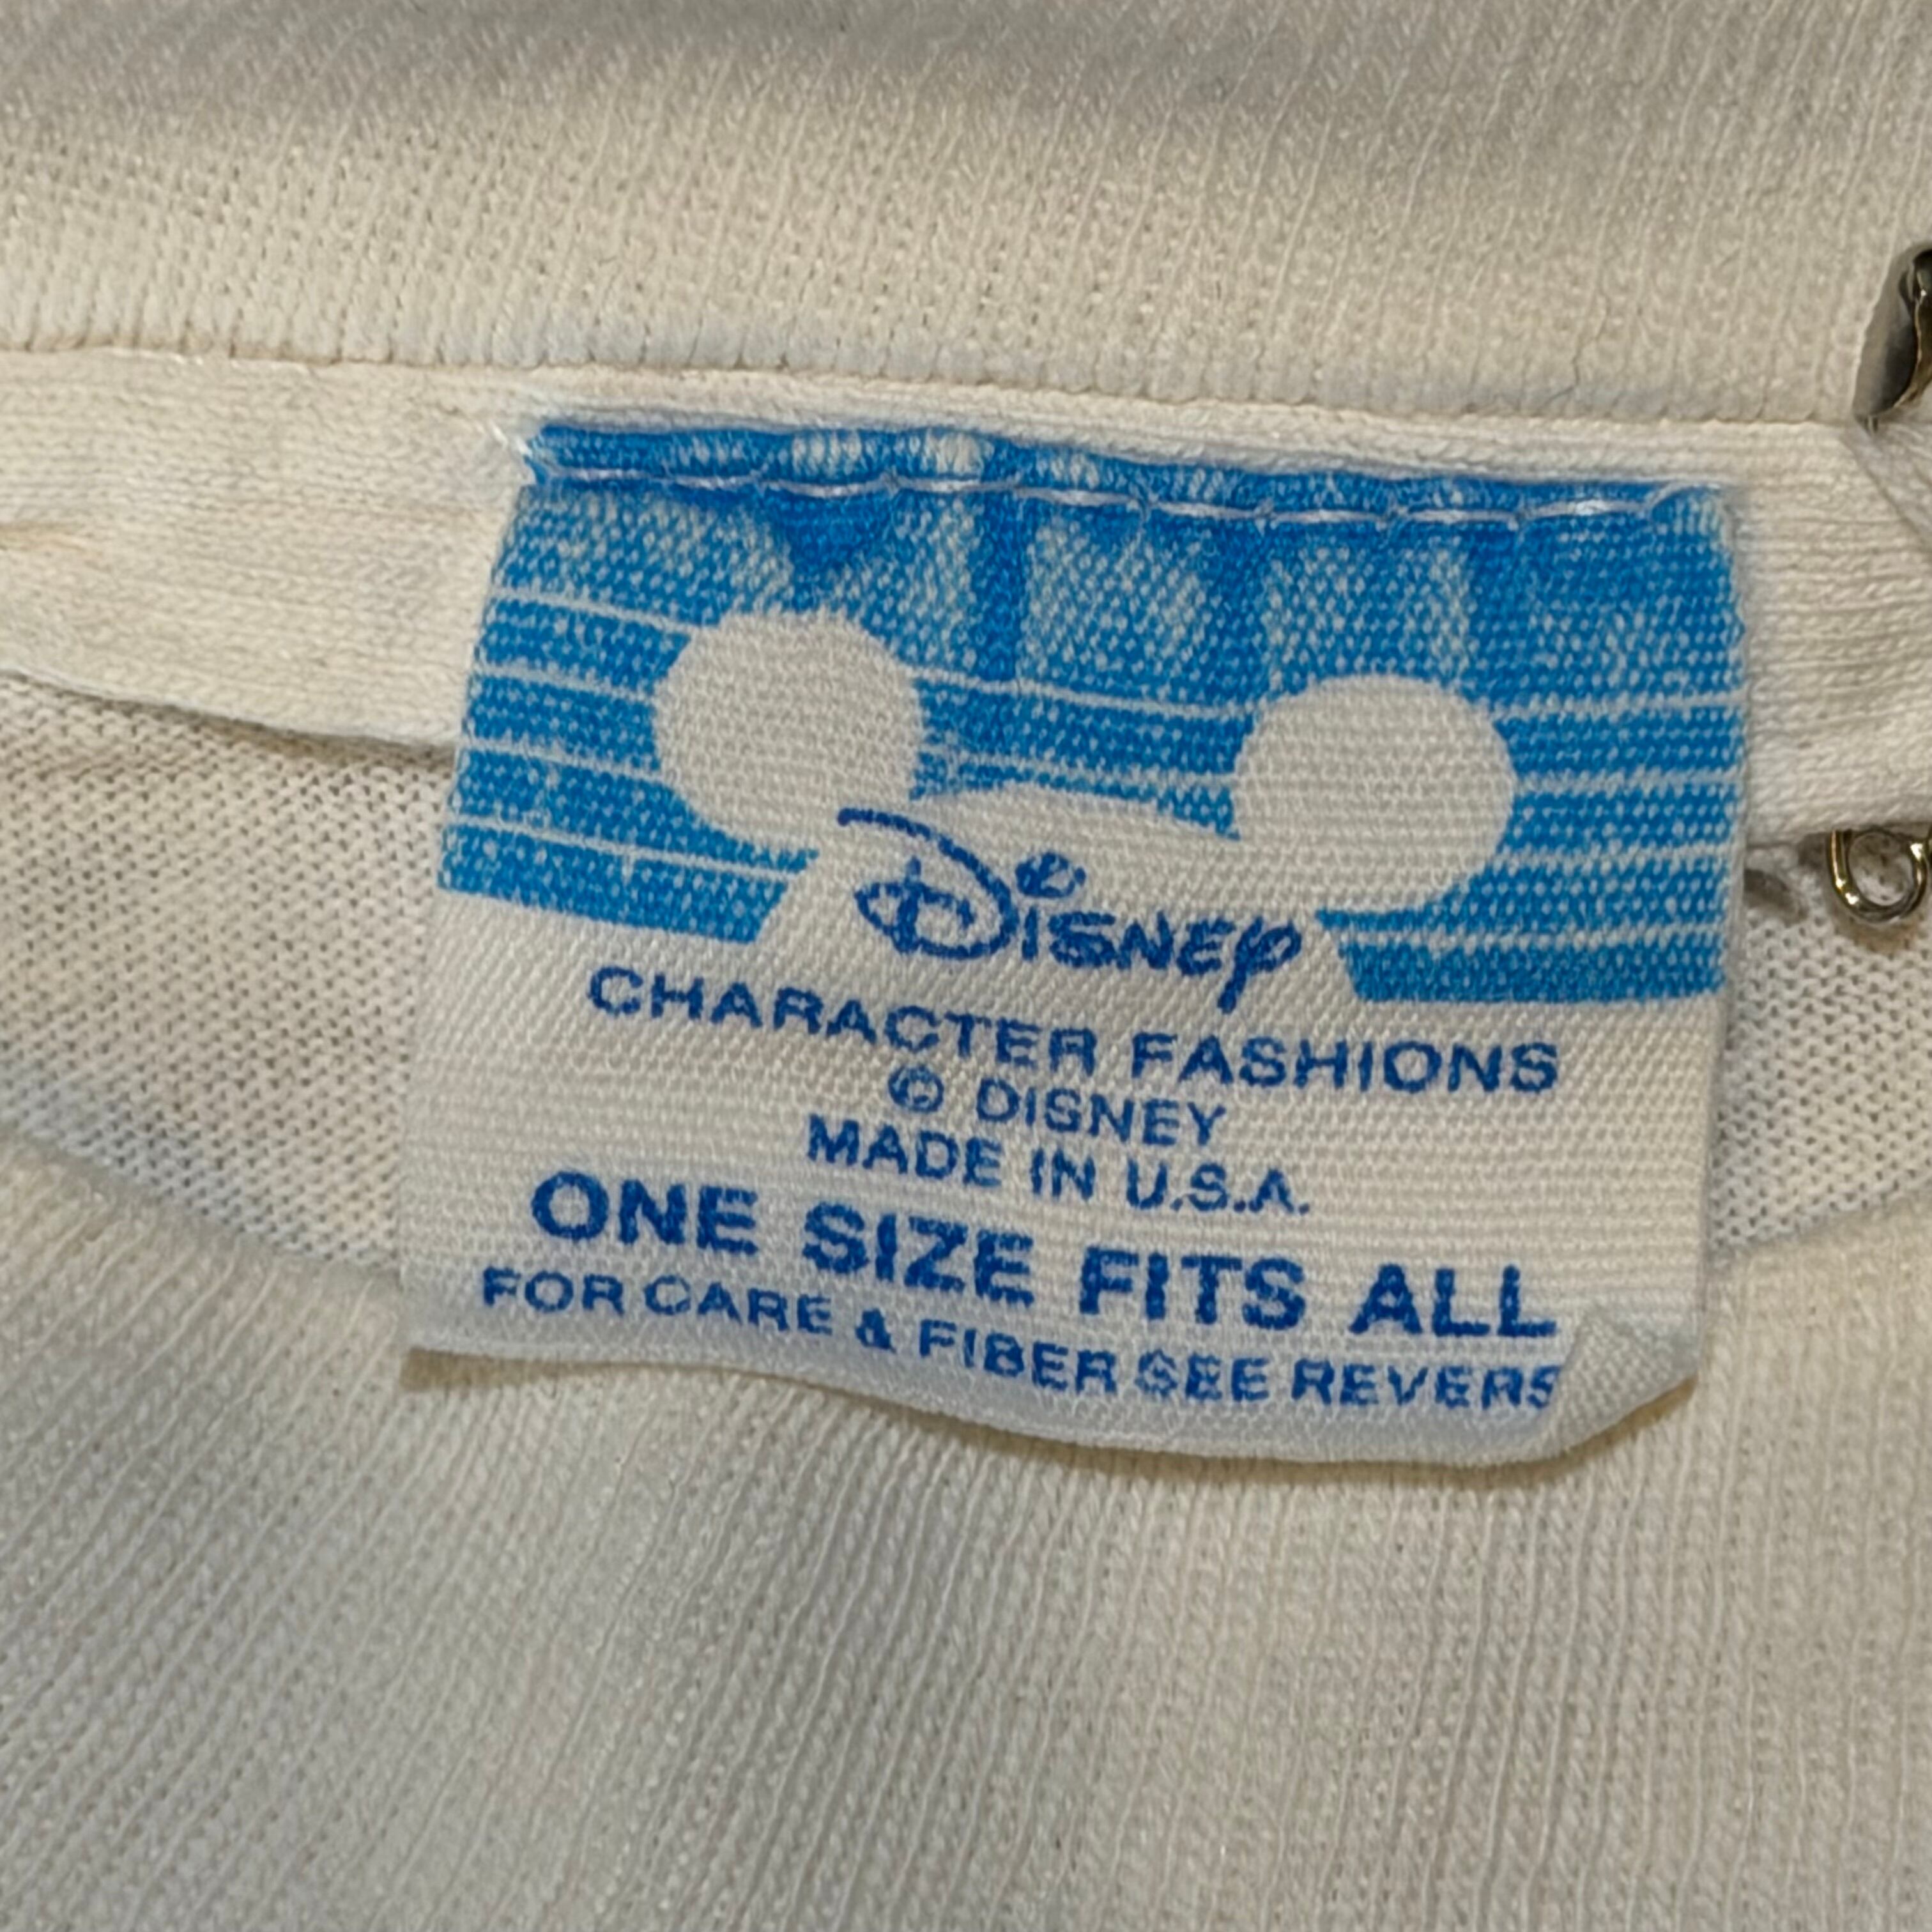 Disney
CHARACTER FASHIONS
© DISNEY
MADE IN U.S.A.
ONE SIZE FITS ALL
FOR CARE & FIBER SEE REVERS